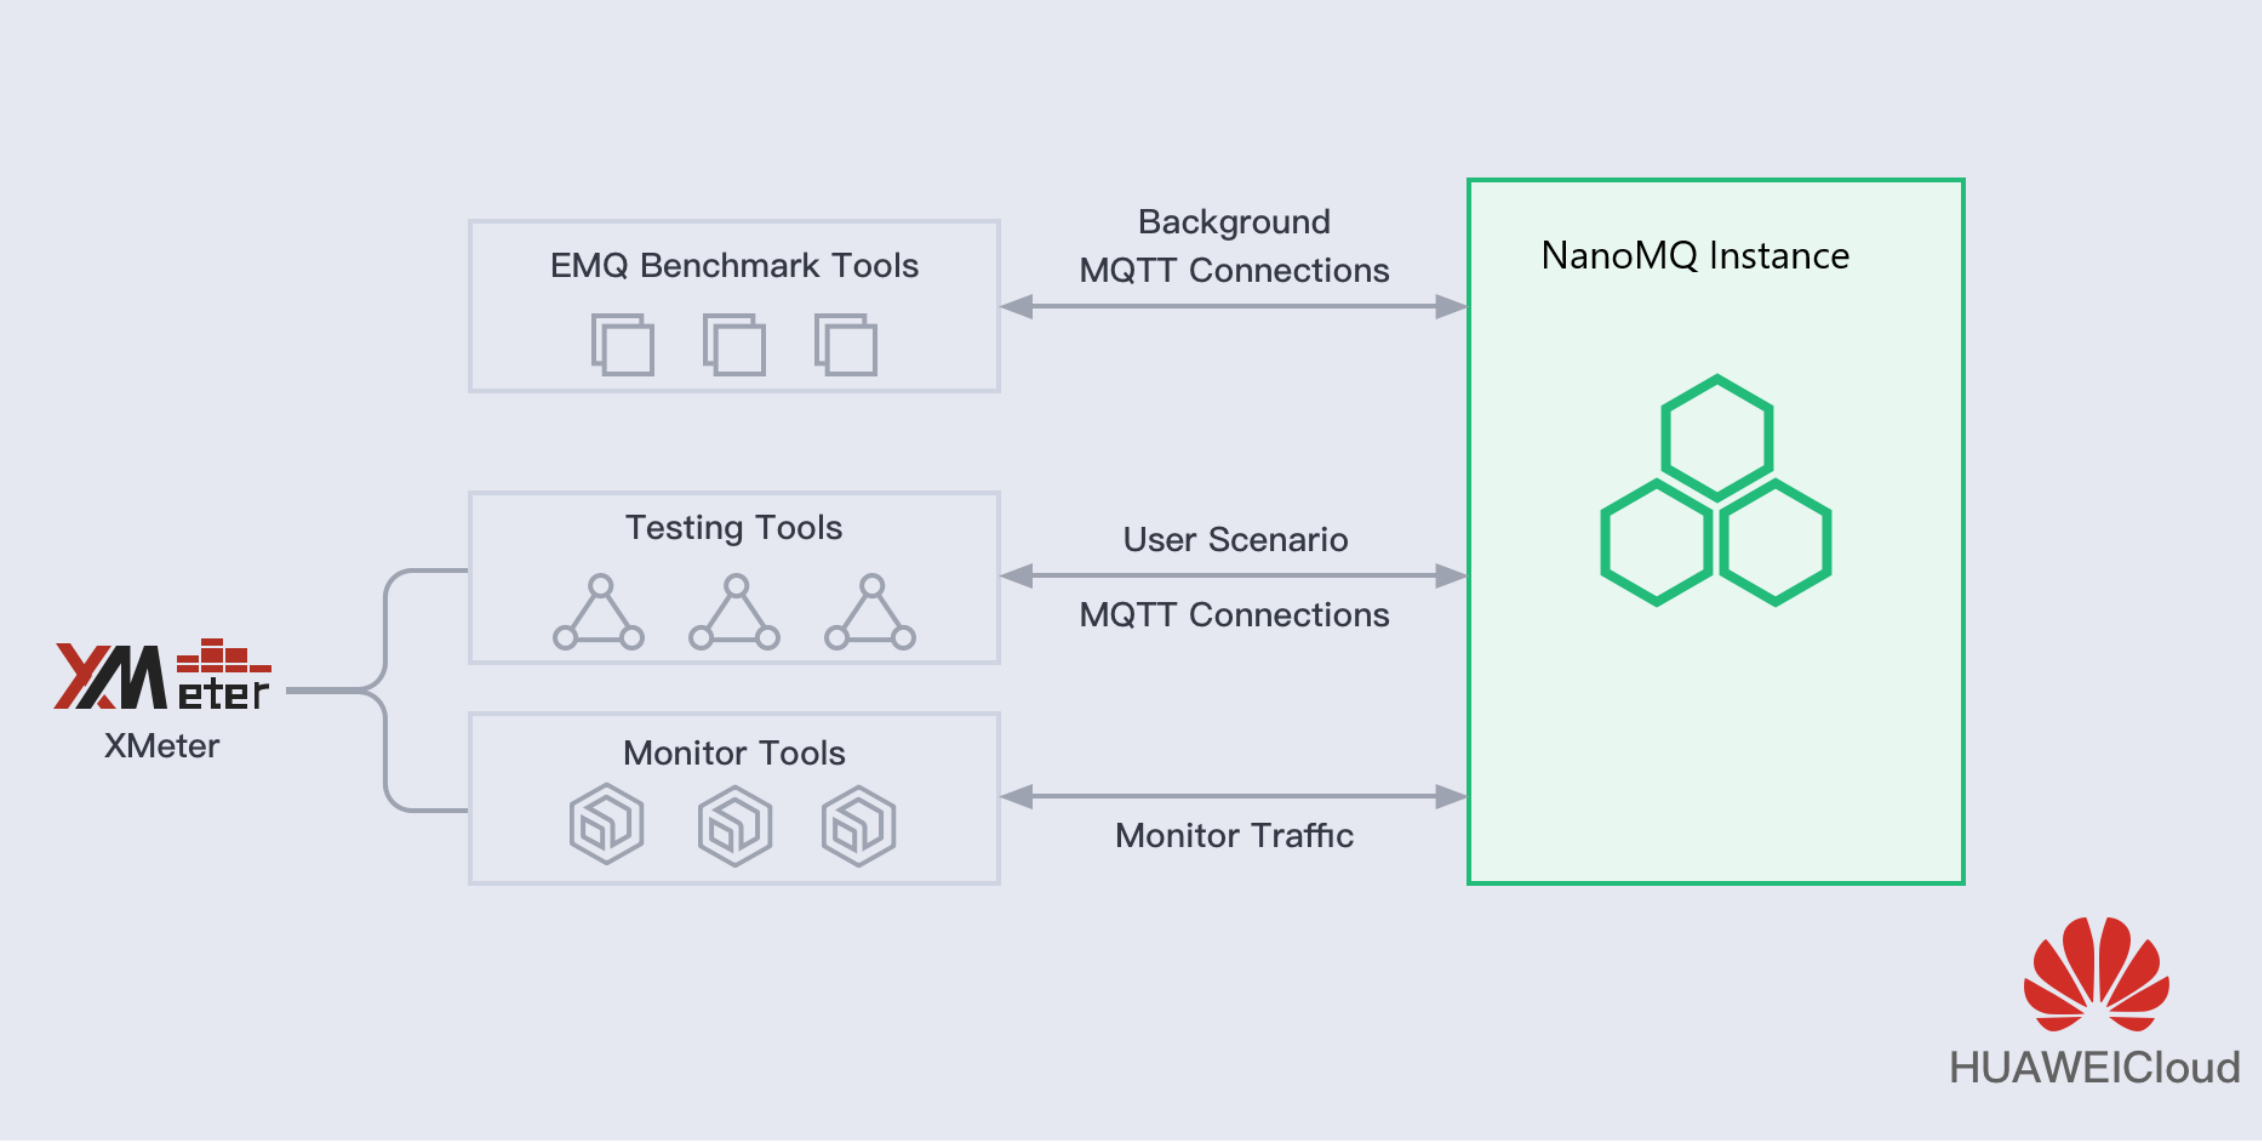 Background
MQTT Connections
EMQ Benchmark Tools
NanoMQ Instance
Testing Tools
User Scenario
MQTT Connections
XMeter
XMeter
Monitor Tools
Monitor Traffic
HUAWEICloud